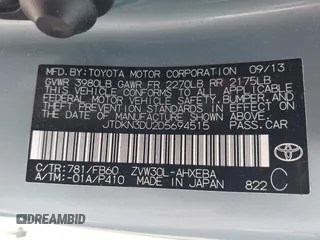 MFD. BY:TOYOTA MOTOR CORPORATION 09/13
GVWR 3980LB GAWR FR 2270LB RR 2175LB
THIS VEHICLE CONFORMS TO ALL APPLICABLE
FEDERAL MOTOR VEHICLE SAFETY, BUMPER, AND
THEFT PREVENTION STANDARDS IN EFFECT ON THE
DATE OF MANUFACTURE SHOWN ABOVE.
JTDKN3DU2D5694515 PASS.CAR
C/TR: 781/FB60 ZVW30L-AHXEBA
A/TM: -01A/P410 MADE IN JAPAN 822 C
TOYOTA
DREAMBID